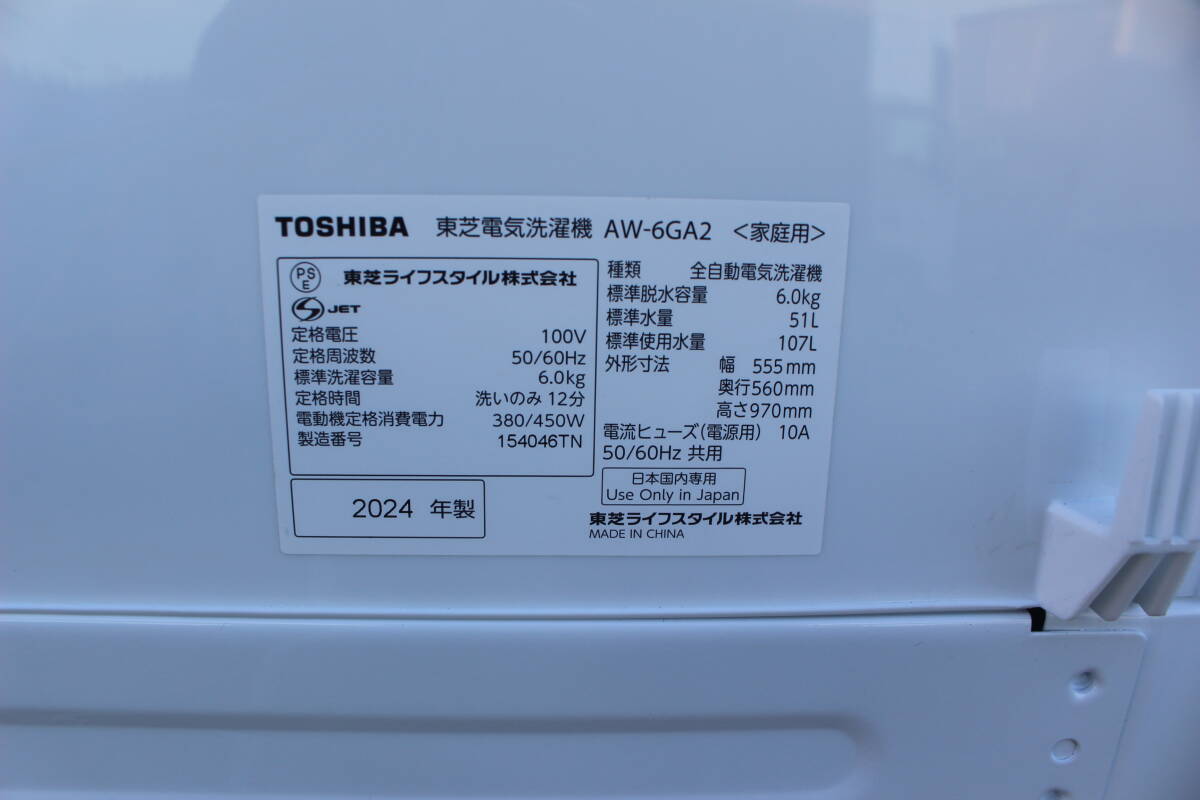 TOSHIBA 東芝電気洗濯機 AW-6GA2 <家庭用>
PSE 東芝ライフスタイル株式会社
S JET
定格電圧 100V
定格周波数 50/60Hz
標準洗濯容量 6.0kg
定格時間 洗いのみ 12分
電動機定格消費電力 380/450W
製造番号 154046TN
2024 年製
種類 全自動電気洗濯機
標準脱水容量 6.0kg
標準水量 51L
標準使用水量 107L
外形寸法 幅 555mm
奥行560mm
高さ970mm
電流ヒューズ(電源用) 10A
50/60Hz 共用
日本国内専用
Use Only in Japan
東芝ライフスタイル株式会社
MADE IN CHINA